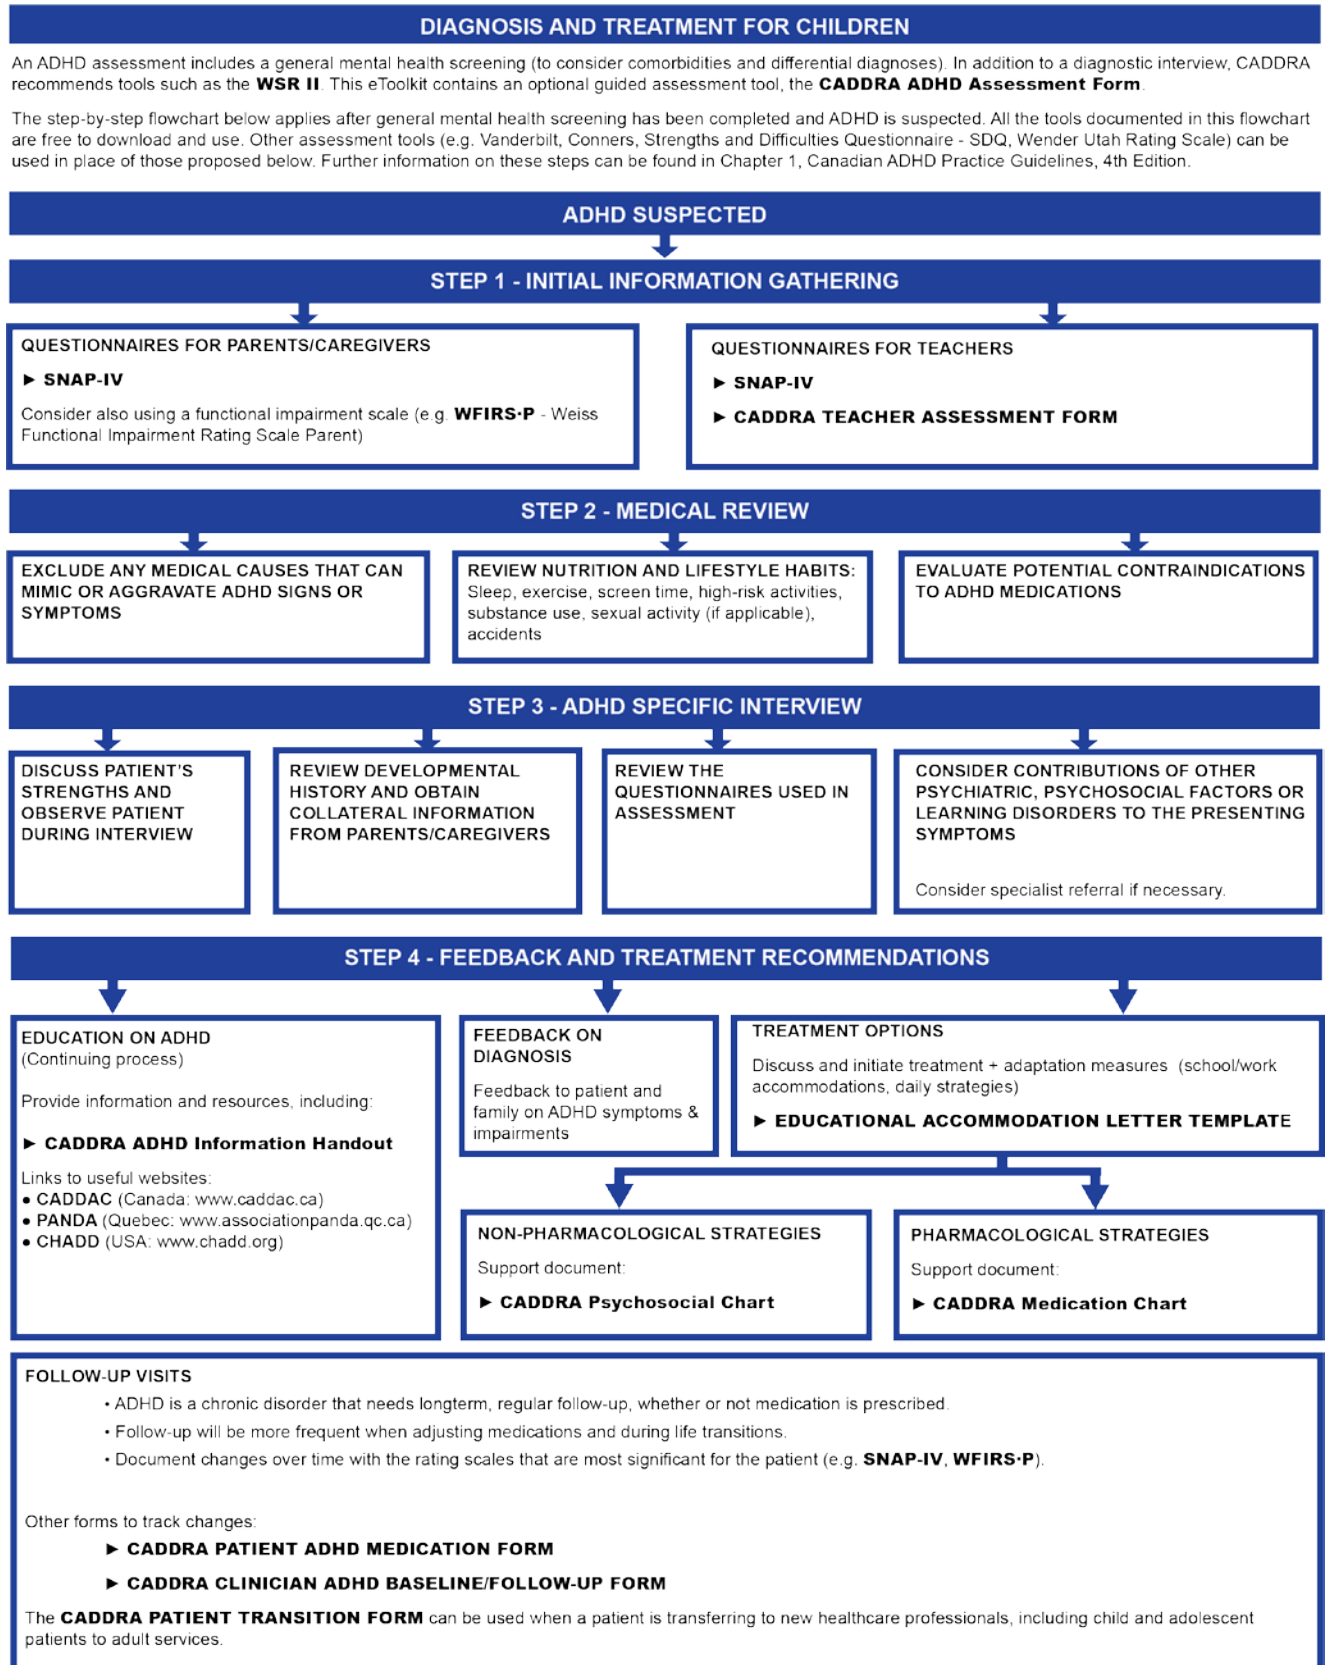 DIAGNOSIS AND TREATMENT FOR CHILDREN
An ADHD assessment includes a general mental health screening (to consider comorbidities and differential diagnoses). In addition to a diagnostic interview, CADDRA
recommends tools such as the WSR II. This eToolkit contains an optional guided assessment tool, the CADDRA ADHD Assessment Form.
The step-by-step flowchart below applies after general mental health screening has been completed and ADHD is suspected. All the tools documented in this flowchart
are free to download and use. Other assessment tools (e.g. Vanderbilt, Conners, Strengths and Difficulties Questionnaire - SDQ, Wender Utah Rating Scale) can be
used in place of those proposed below. Further information on these steps can be found in Chapter 1, Canadian ADHD Practice Guidelines, 4th Edition.
ADHD SUSPECTED
STEP 1 - INITIAL INFORMATION GATHERING
QUESTIONNAIRES FOR PARENTS/CAREGIVERS
► SNAP-IV
Consider also using a functional impairment scale (e.g. WFIRS·P - Weiss
Functional Impairment Rating Scale Parent)
QUESTIONNAIRES FOR TEACHERS
► SNAP-IV
► CADDRA TEACHER ASSESSMENT FORM
STEP 2 - MEDICAL REVIEW
EXCLUDE ANY MEDICAL CAUSES THAT CAN
MIMIC OR AGGRAVATE ADHD SIGNS OR
SYMPTOMS
REVIEW NUTRITION AND LIFESTYLE HABITS:
Sleep, exercise, screen time, high-risk activities,
substance use, sexual activity (if applicable),
accidents
EVALUATE POTENTIAL CONTRAINDICATIONS
TO ADHD MEDICATIONS
STEP 3 - ADHD SPECIFIC INTERVIEW
DISCUSS PATIENT'S
STRENGTHS AND
OBSERVE PATIENT
DURING INTERVIEW
REVIEW DEVELOPMENTAL
HISTORY AND OBTAIN
COLLATERAL INFORMATION
FROM PARENTS/CAREGIVERS
REVIEW THE
QUESTIONNAIRES USED IN
ASSESSMENT
CONSIDER CONTRIBUTIONS OF OTHER
PSYCHIATRIC, PSYCHOSOCIAL FACTORS OR
LEARNING DISORDERS TO THE PRESENTING
SYMPTOMS
Consider specialist referral if necessary.
STEP 4 - FEEDBACK AND TREATMENT RECOMMENDATIONS
EDUCATION ON ADHD
(Continuing process)
Provide information and resources, including:
► CADDRA ADHD Information Handout
Links to useful websites:
● CADDAC (Canada: www.caddac.ca)
● PANDA (Quebec: www.associationpanda.qc.ca)
● CHADD (USA: www.chadd.org)
FEEDBACK ON
DIAGNOSIS
Feedback to patient and
family on ADHD symptoms &
impairments
TREATMENT OPTIONS
Discuss and initiate treatment + adaptation measures (school/work
accommodations, daily strategies)
► EDUCATIONAL ACCOMMODATION LETTER TEMPLATE
NON-PHARMACOLOGICAL STRATEGIES
Support document:
► CADDRA Psychosocial Chart
PHARMACOLOGICAL STRATEGIES
Support document:
► CADDRA Medication Chart
FOLLOW-UP VISITS
• ADHD is a chronic disorder that needs longterm, regular follow-up, whether or not medication is prescribed.
• Follow-up will be more frequent when adjusting medications and during life transitions.
• Document changes over time with the rating scales that are most significant for the patient (e.g. SNAP-IV, WFIRS·P).
Other forms to track changes:
► CADDRA PATIENT ADHD MEDICATION FORM
► CADDRA CLINICIAN ADHD BASELINE/FOLLOW-UP FORM
The CADDRA PATIENT TRANSITION FORM can be used when a patient is transferring to new healthcare professionals, including child and adolescent
patients to adult services.